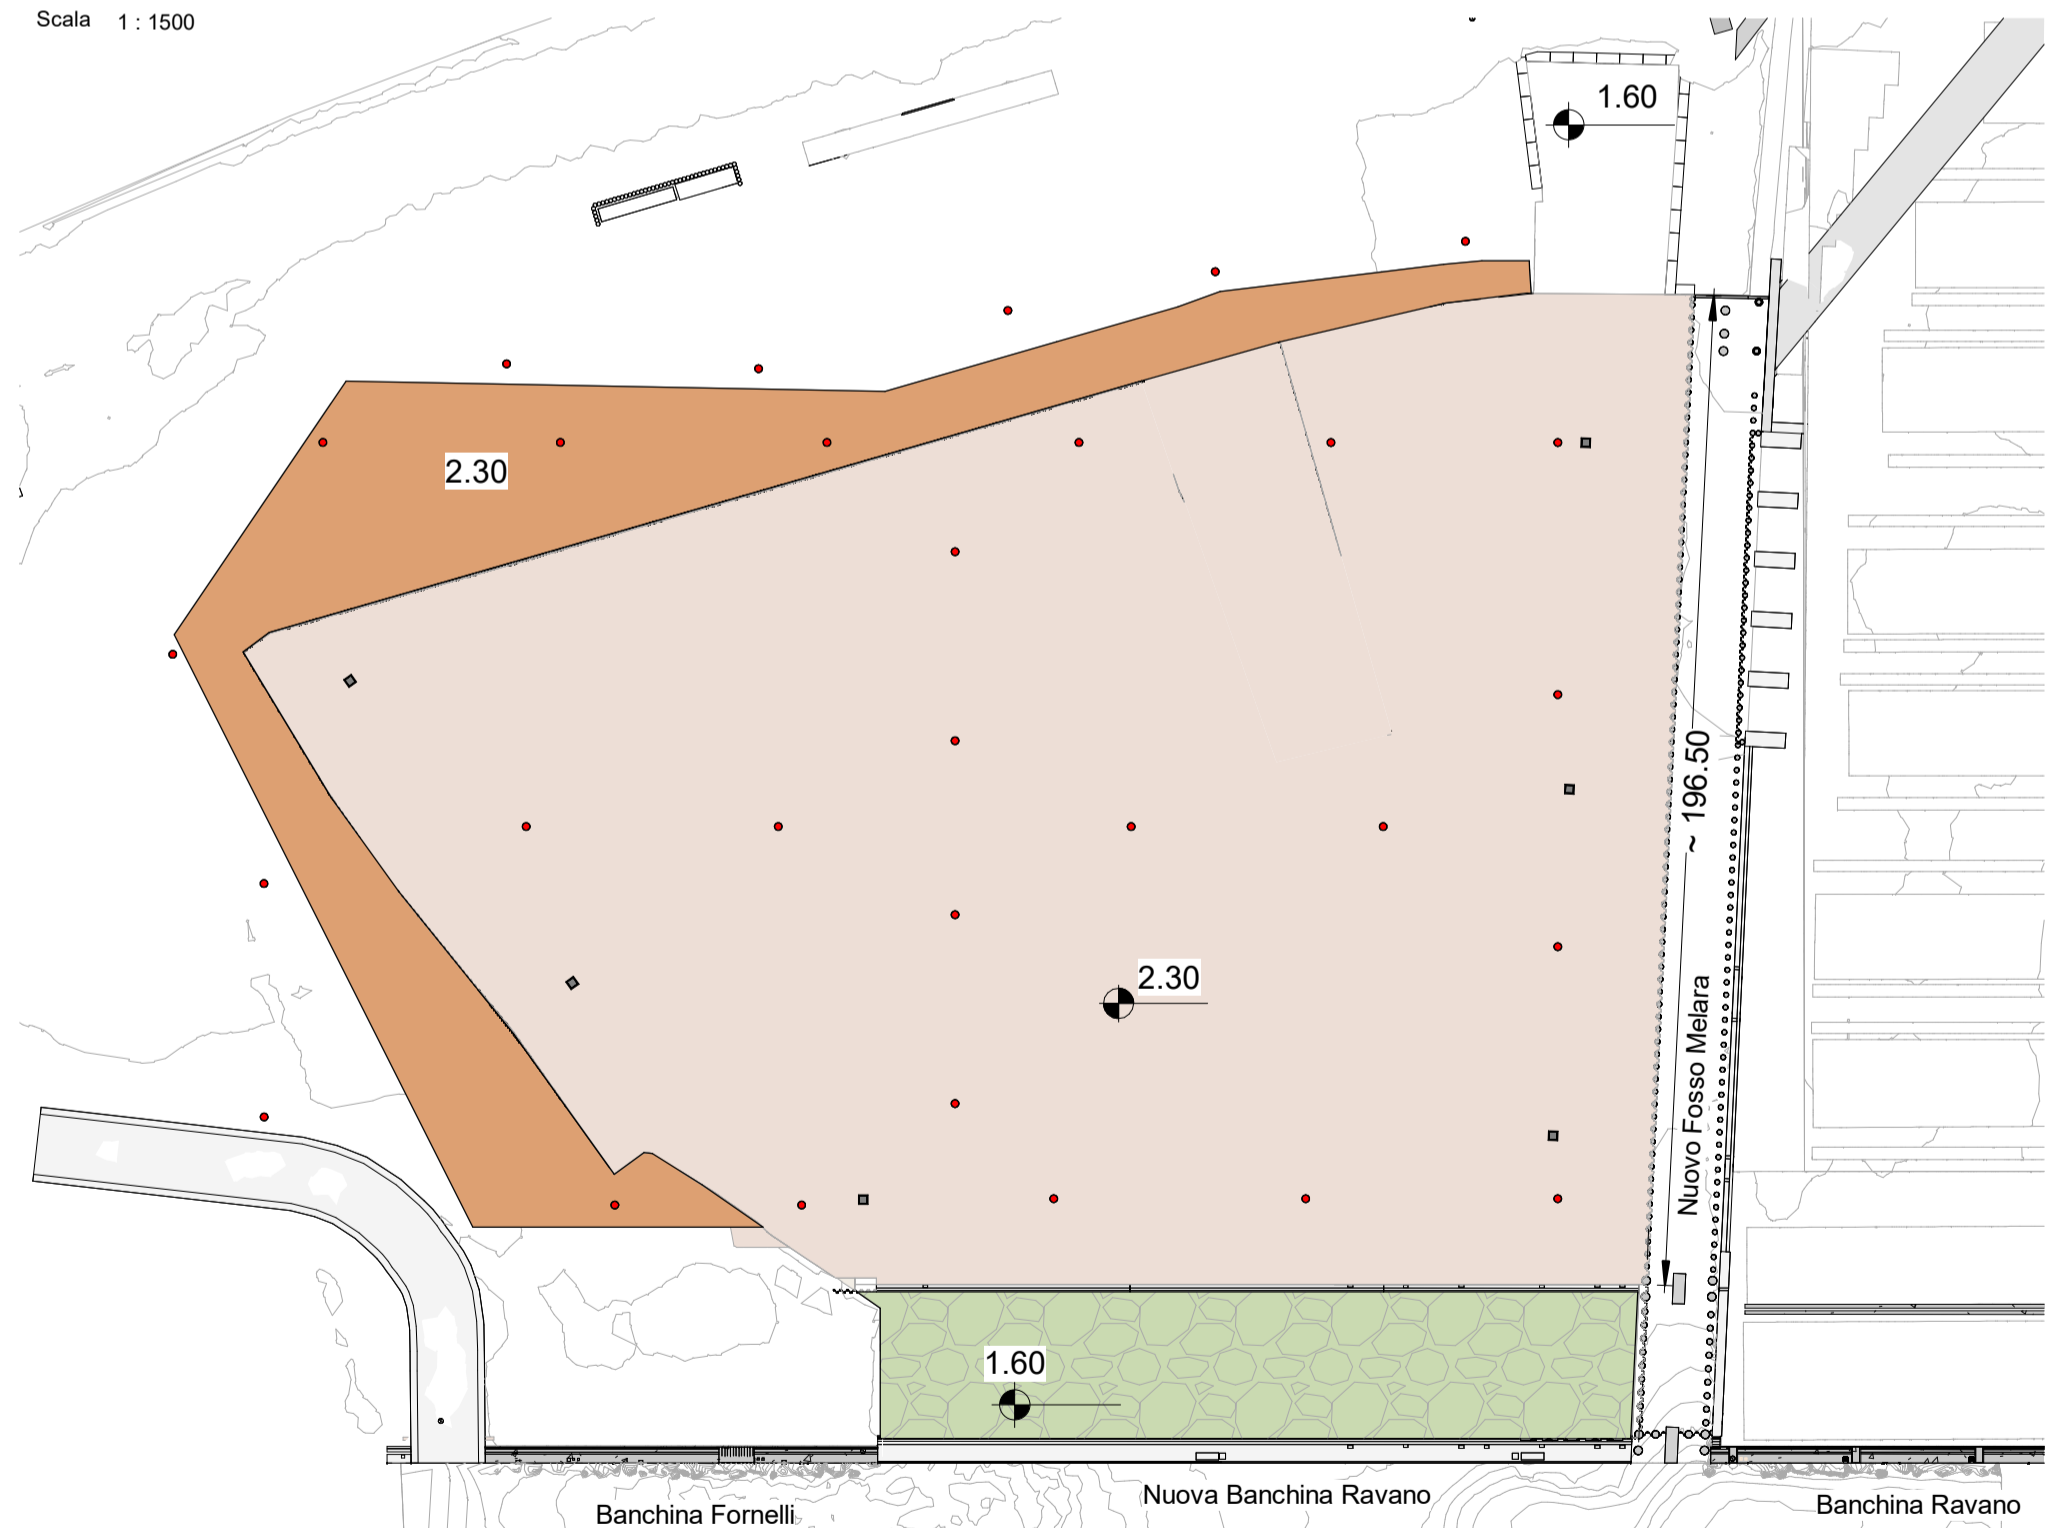 Scala 1 : 1500
1.60
2.30
~ 196.50
2.30
Nuovo Fosso Melara
1.60
Banchina Fornelli
Nuova Banchina Ravano
Banchina Ravano